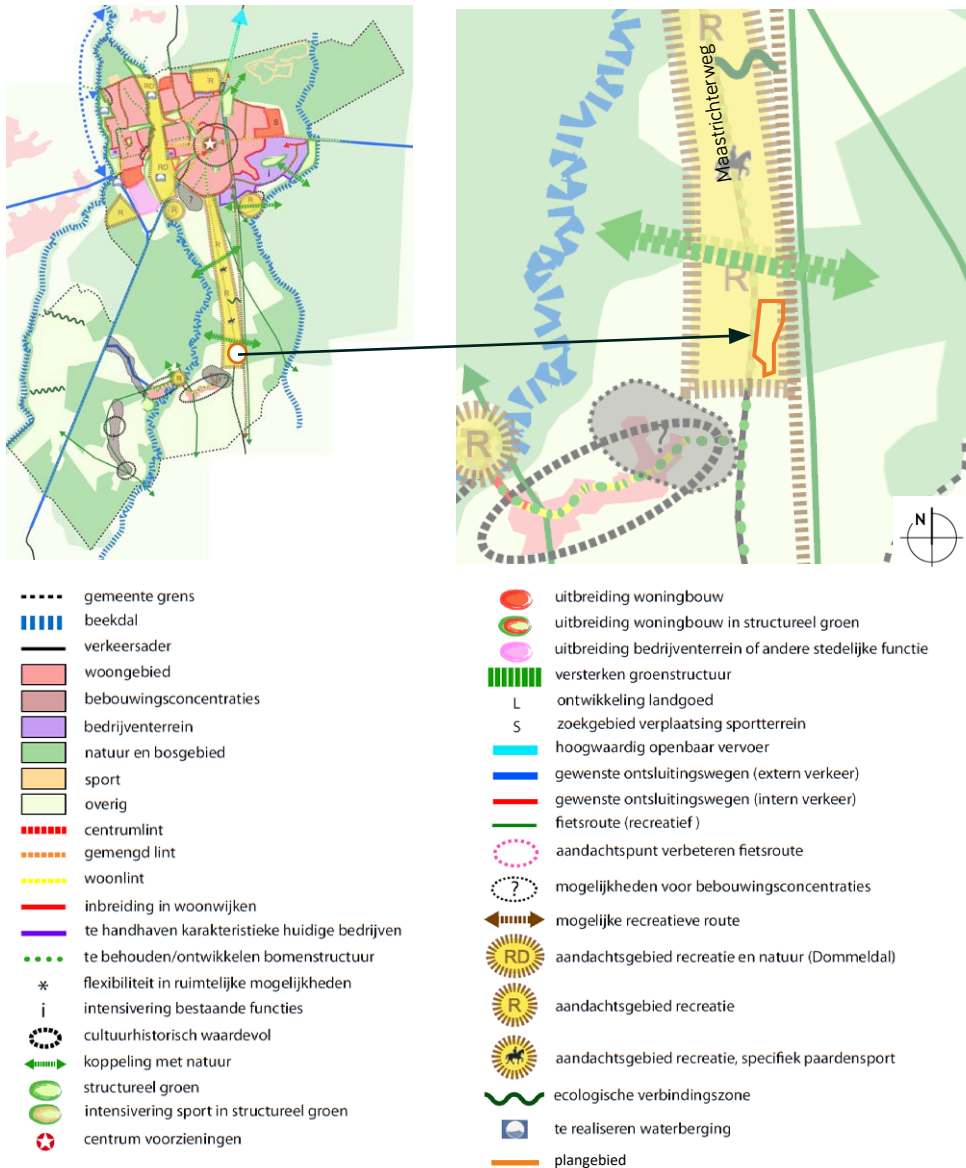 R
RD
R
S
i
RD
R
R
R
R
R
R
R
Maastrichterweg
R
?
R
N
gemeente grens
beekdal
verkeersader
woongebied
bebouwingsconcentraties
bedrijventerrein
natuur en bosgebied
sport
overig
centrumlint
gemengd lint
woonlint
inbreiding in woonwijken
te handhaven karakteristieke huidige bedrijven
te behouden/ontwikkelen bomenstructuur
* flexibiliteit in ruimtelijke mogelijkheden
i intensivering bestaande functies
cultuurhistorisch waardevol
koppeling met natuur
structureel groen
intensivering sport in structureel groen
centrum voorzieningen
uitbreiding woningbouw
uitbreiding woningbouw in structureel groen
uitbreiding bedrijventerrein of andere stedelijke functie
versterken groenstructuur
L ontwikkeling landgoed
S zoekgebied verplaatsing sportterrein
hoogwaardig openbaar vervoer
gewenste ontsluitingswegen (extern verkeer)
gewenste ontsluitingswegen (intern verkeer)
fietsroute (recreatief )
aandachtspunt verbeteren fietsroute
? mogelijkheden voor bebouwingsconcentraties
mogelijke recreatieve route
RD aandachtsgebied recreatie en natuur (Dommeldal)
R aandachtsgebied recreatie
aandachtsgebied recreatie, specifiek paardensport
ecologische verbindingszone
te realiseren waterberging
plangebied